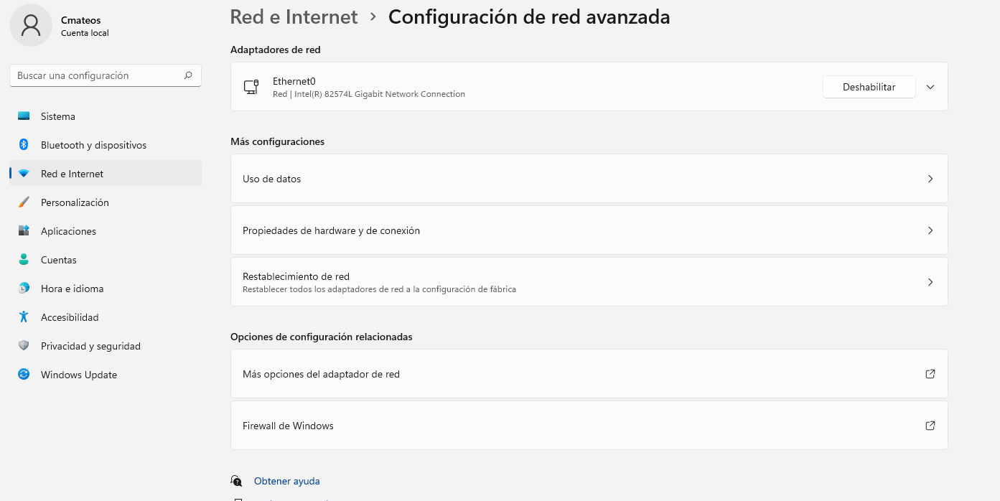 Cmateos
Cuenta local
Buscar una configuración
Sistema
Bluetooth y dispositivos
Red e Internet
Personalización
Aplicaciones
Cuentas
Hora e idioma
Accesibilidad
Privacidad y seguridad
Windows Update
Red e Internet › Configuración de red avanzada
Adaptadores de red
Ethernet0
Red | Intel(R) 82574L Gigabit Network Connection
Deshabilitar
Más configuraciones
Uso de datos
Propiedades de hardware y de conexión
Restablecimiento de red
Restablecer todos los adaptadores de red a la configuración de fábrica
Opciones de configuración relacionadas
Más opciones del adaptador de red
Firewall de Windows
Obtener ayuda